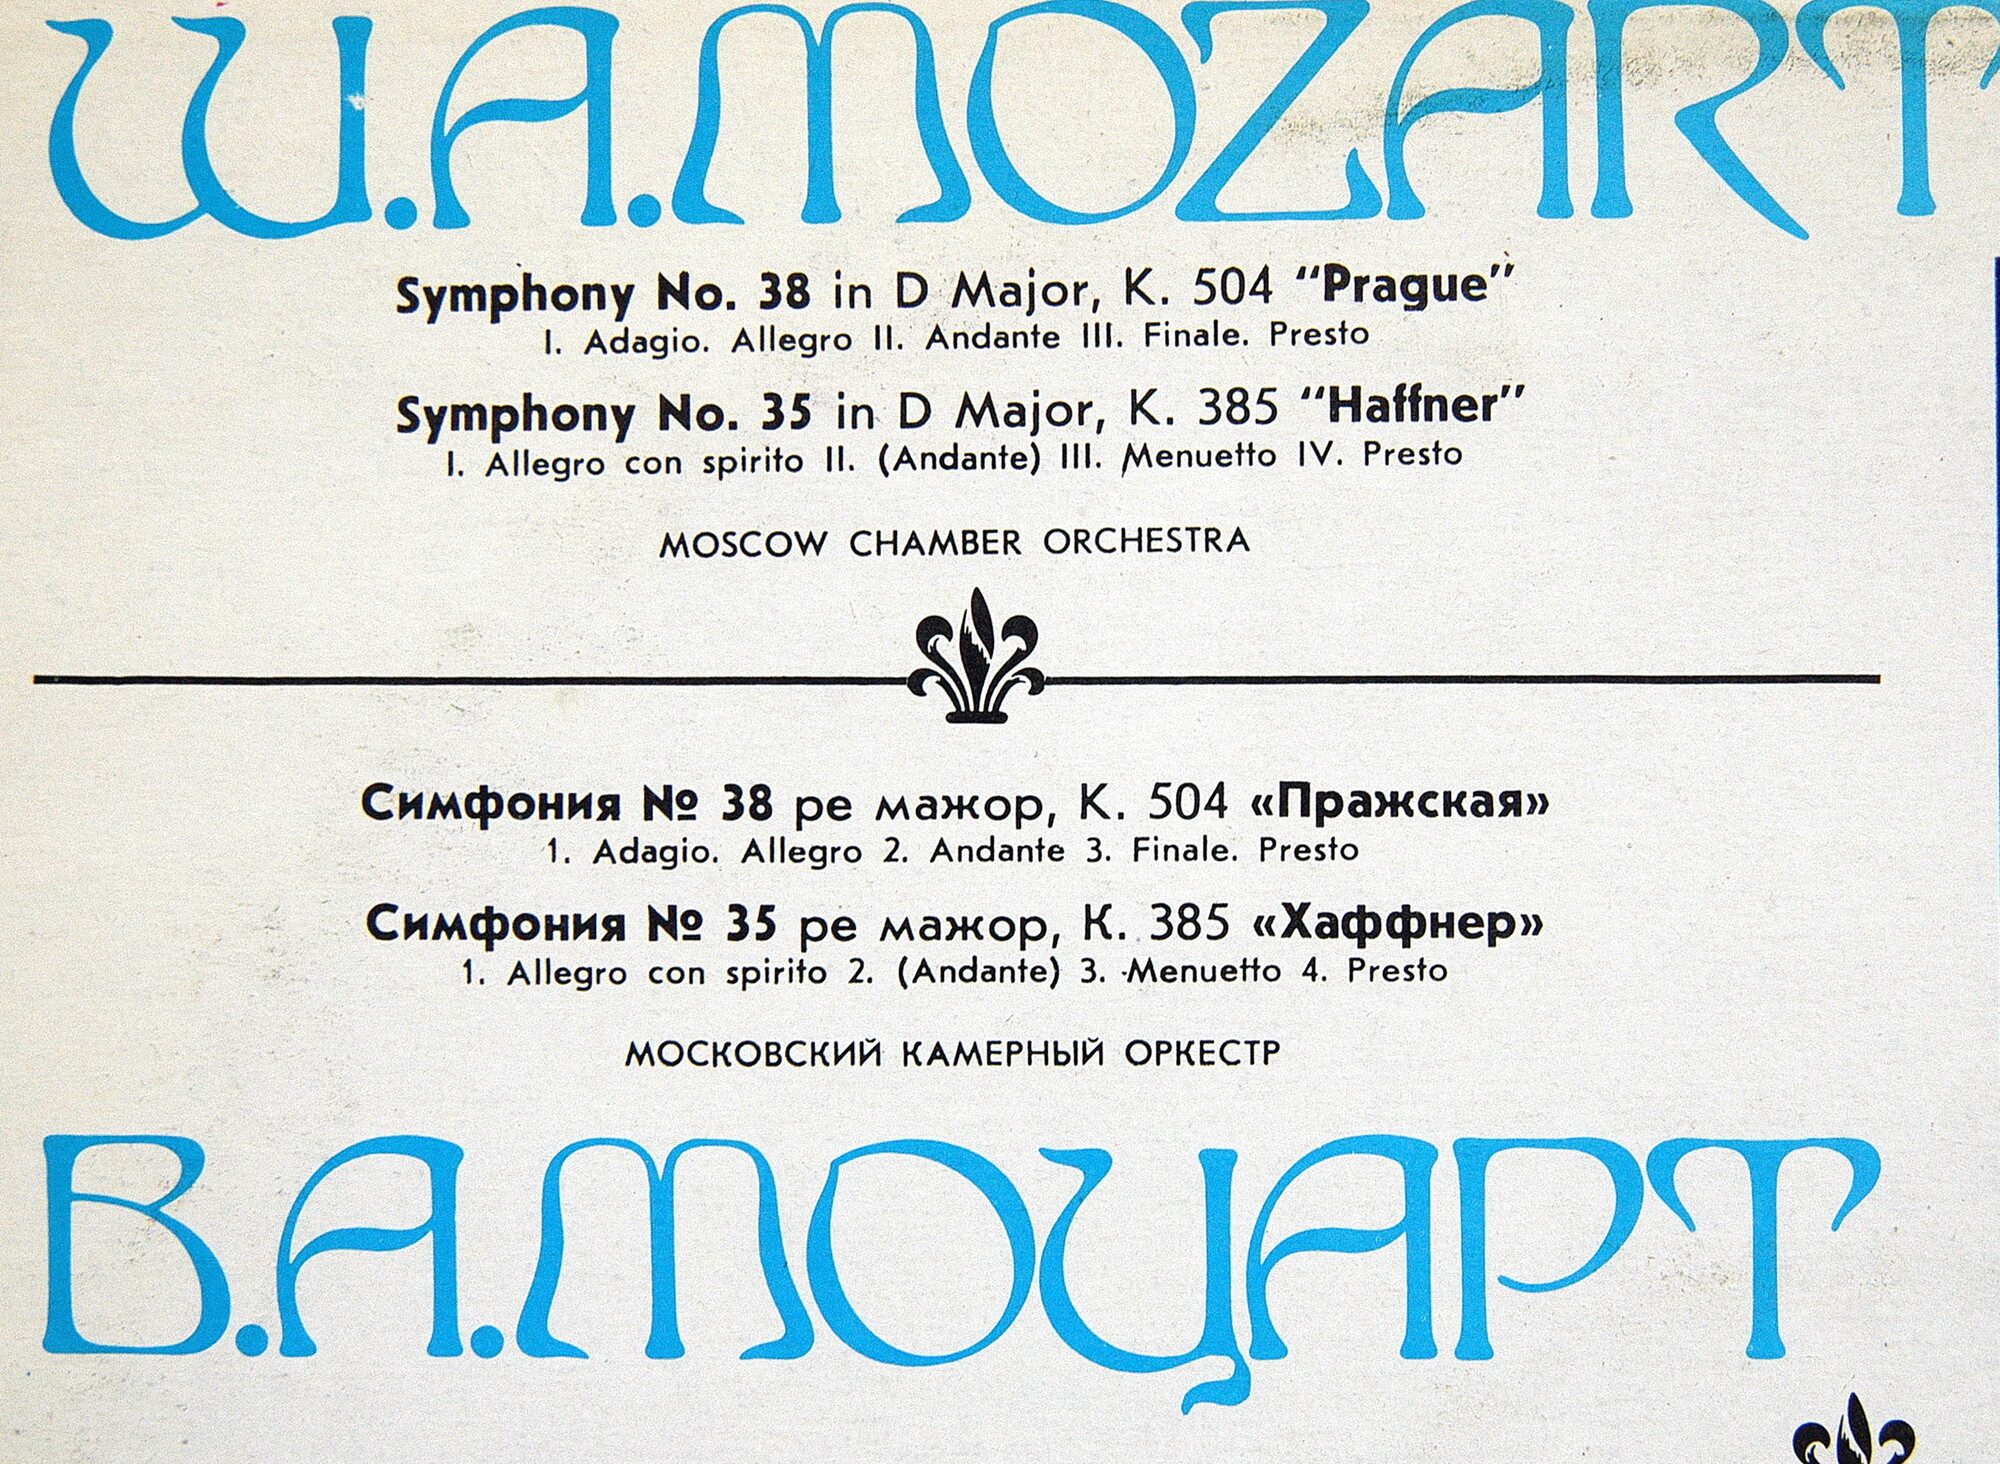 W.A.MOZART
Symphony No. 38 in D Major, K. 504 “Prague”
I. Adagio. Allegro II. Andante III. Finale. Presto
Symphony No. 35 in D Major, K. 385 “Haffner”
I. Allegro con spirito II. (Andante) III. Menuetto IV. Presto
MOSCOW CHAMBER ORCHESTRA
Симфония № 38 ре мажор, К. 504 «Пражская»
1. Adagio. Allegro 2. Andante 3. Finale. Presto
Симфония № 35 ре мажор, К. 385 «Хаффнер»
1. Allegro con spirito 2. (Andante) 3. Menuetto 4. Presto
МОСКОВСКИЙ КАМЕРНЫЙ ОРКЕСТР
В.А.МОЦАРТ